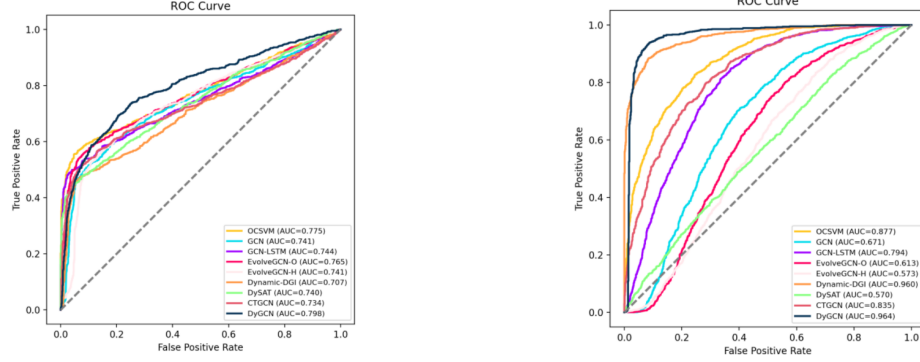 ROC Curve
True Positive Rate
1.0
0.8
0.6
0.4
0.2
0.0
OCSVM (AUC=0.775)
GCN (AUC=0.741)
GCN-LSTM (AUC=0.744)
EvolveGCN-O (AUC=0.765)
EvolveGCN-H (AUC=0.741)
Dynamic-DGI (AUC=0.707)
DySAT (AUC=0.740)
CTGCN (AUC=0.734)
DyGCN (AUC=0.798)
0.0 0.2 0.4 0.6 0.8 1.0
False Positive Rate
ROC Curve
True Positive Rate
1.0
0.8
0.6
0.4
0.2
0.0
OCSVM (AUC=0.877)
GCN (AUC=0.671)
GCN-LSTM (AUC=0.794)
EvolveGCN-O (AUC=0.613)
EvolveGCN-H (AUC=0.573)
Dynamic-DGI (AUC=0.960)
DySAT (AUC=0.570)
CTGCN (AUC=0.835)
DyGCN (AUC=0.964)
0.0 0.2 0.4 0.6 0.8 1.0
False Positive Rate